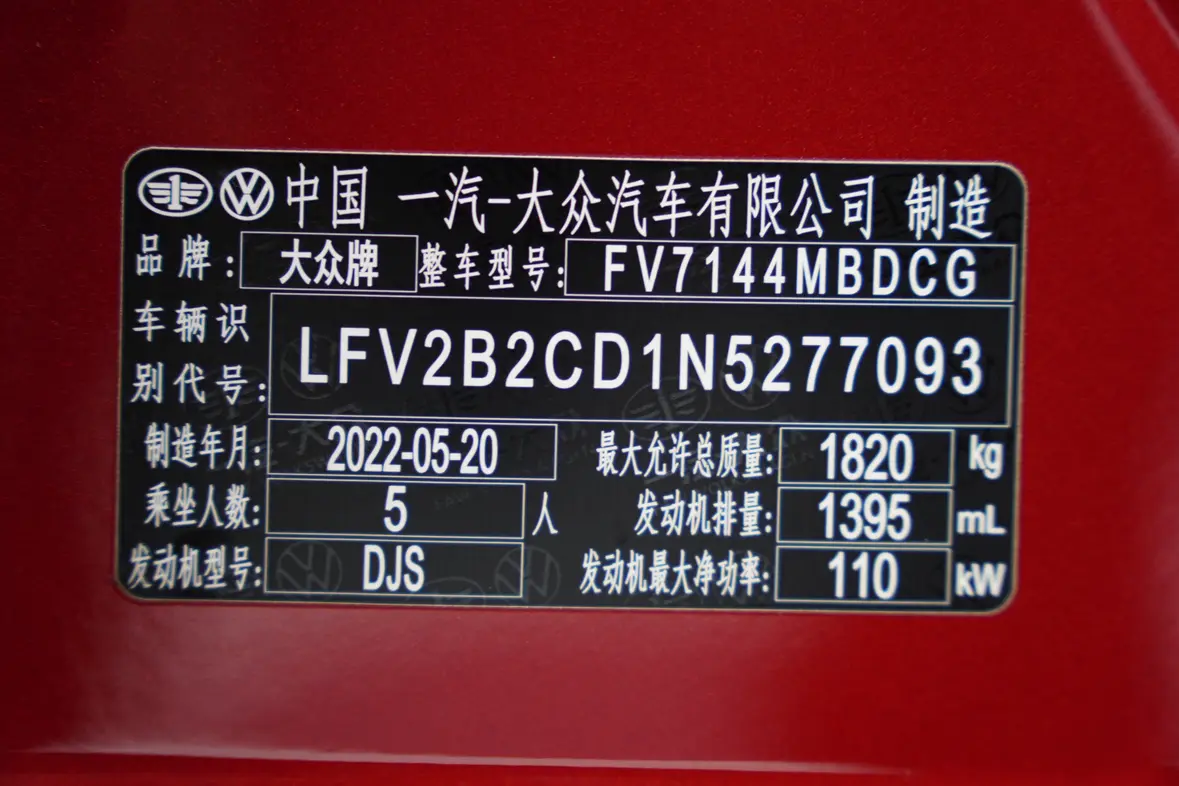 中国 一汽-大众汽车有限公司 制造
品牌: 大众牌 整车型号: FV7144MBDCG
车辆识
别代号: LFV2B2CD1N5277093
制造年月: 2022-05-20 最大允许总质量: 1820 kg
乘坐人数: 5 人 发动机排量: 1395 mL
发动机型号: DJS 发动机最大净功率: 110 kW